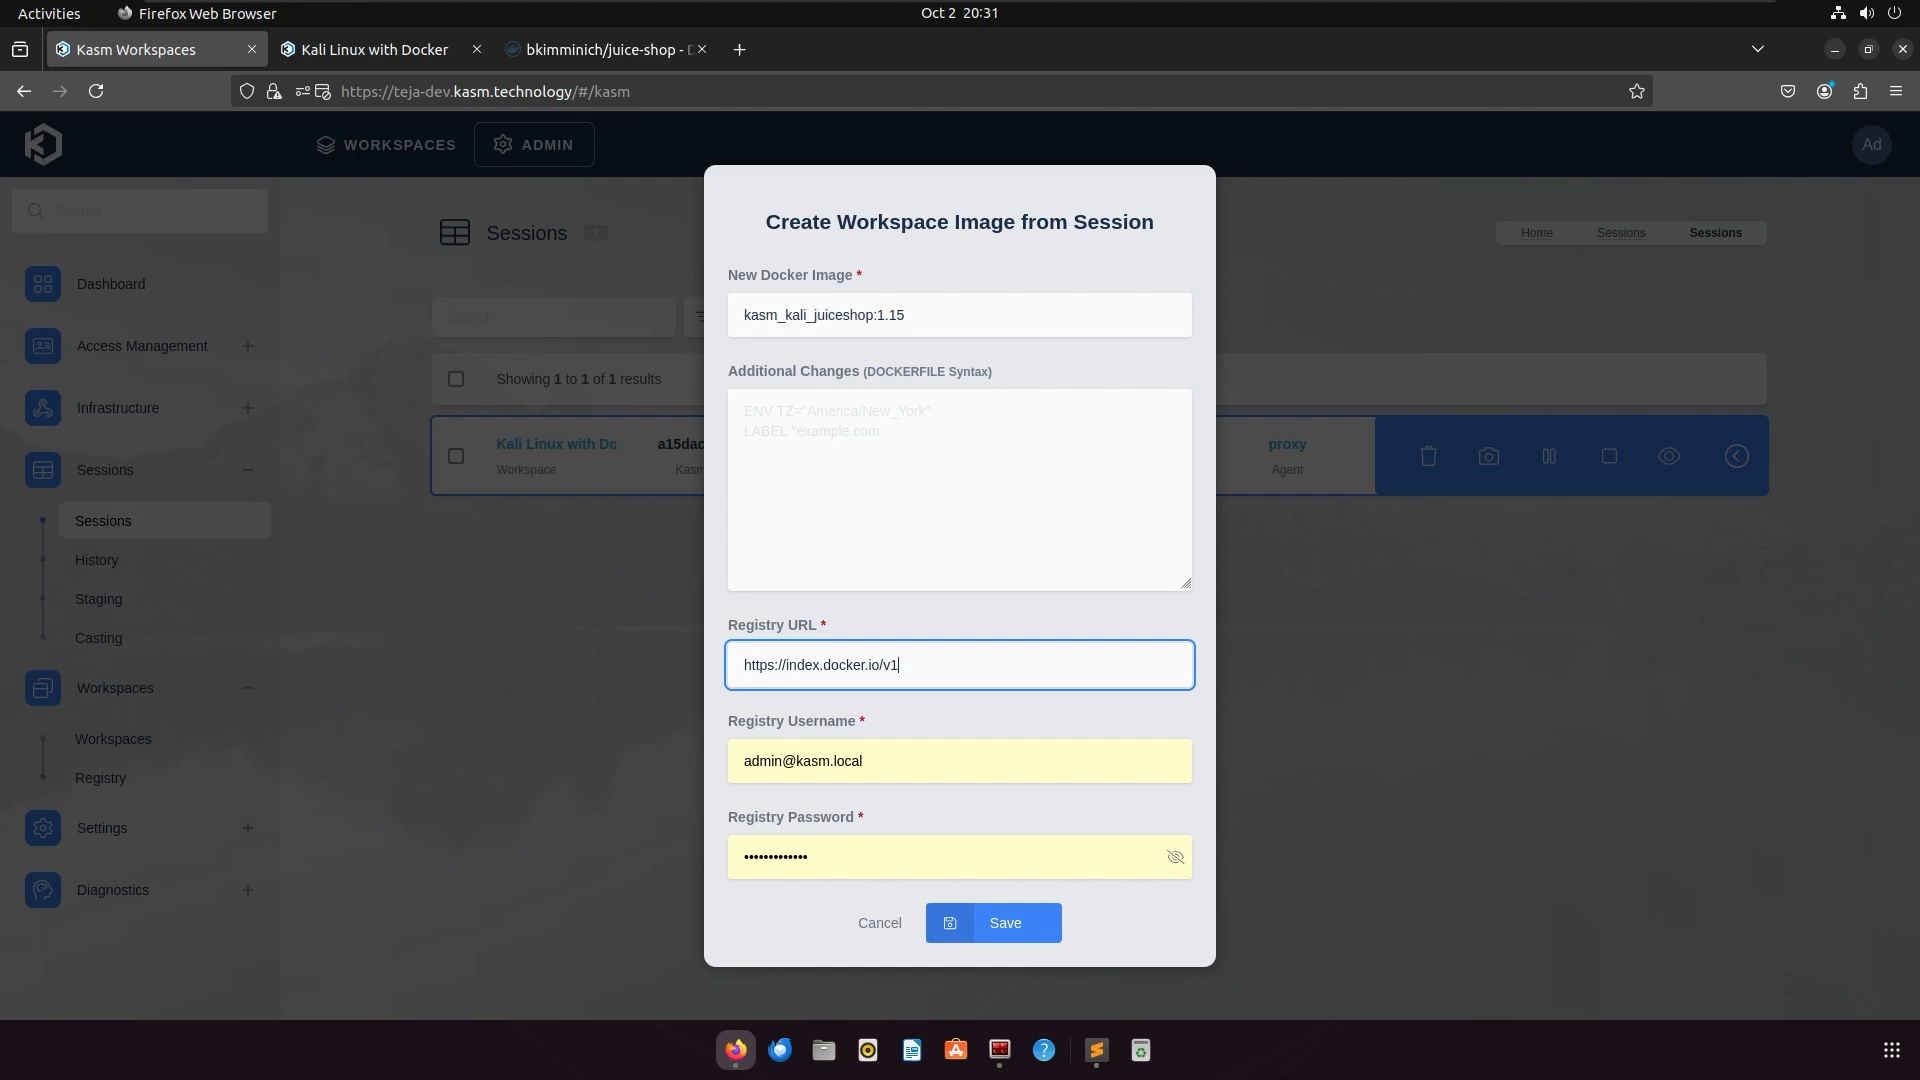 Activities
Firefox Web Browser
Oct 2 20:31
Kasm Workspaces
Kali Linux with Docker
bkimminich/juice-shop - D
https://teja-dev.kasm.technology/#/kasm
WORKSPACES
ADMIN
Ad
Search...
Dashboard
Access Management
Infrastructure
Sessions
Sessions
History
Staging
Casting
Workspaces
Workspaces
Registry
Settings
Diagnostics
Sessions ?
Home
Sessions
Sessions
Search
Showing 1 to 1 of 1 results
Kali Linux with Do
Workspace
a15dac
Kasm
proxy
Agent
Create Workspace Image from Session
New Docker Image *
kasm_kali_juiceshop:1.15
Additional Changes (DOCKERFILE Syntax)
ENV TZ="America/New_York"
LABEL "example.com
Registry URL *
https://index.docker.io/v1
Registry Username *
admin@kasm.local
Registry Password *
•••••••••••••
Cancel
Save